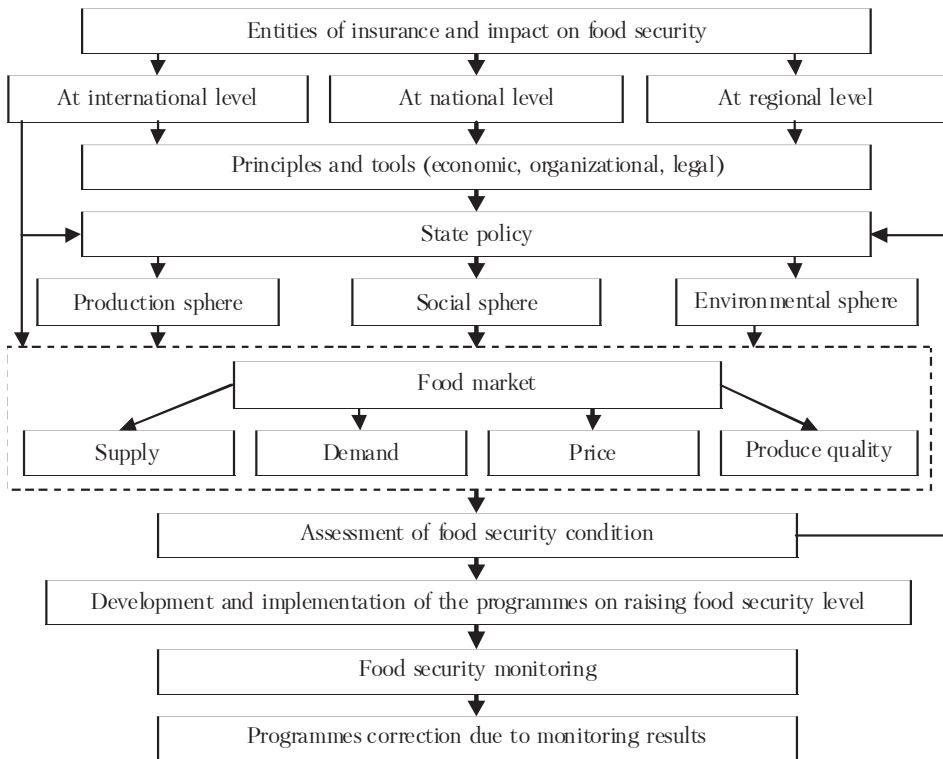 Entities of insurance and impact on food security
At international level
At national level
At regional level
Principles and tools (economic, organizational, legal)
State policy
Production sphere
Social sphere
Environmental sphere
Food market
Supply
Demand
Price
Produce quality
Assessment of food security condition
Development and implementation of the programmes on raising food security level
Food security monitoring
Programmes correction due to monitoring results